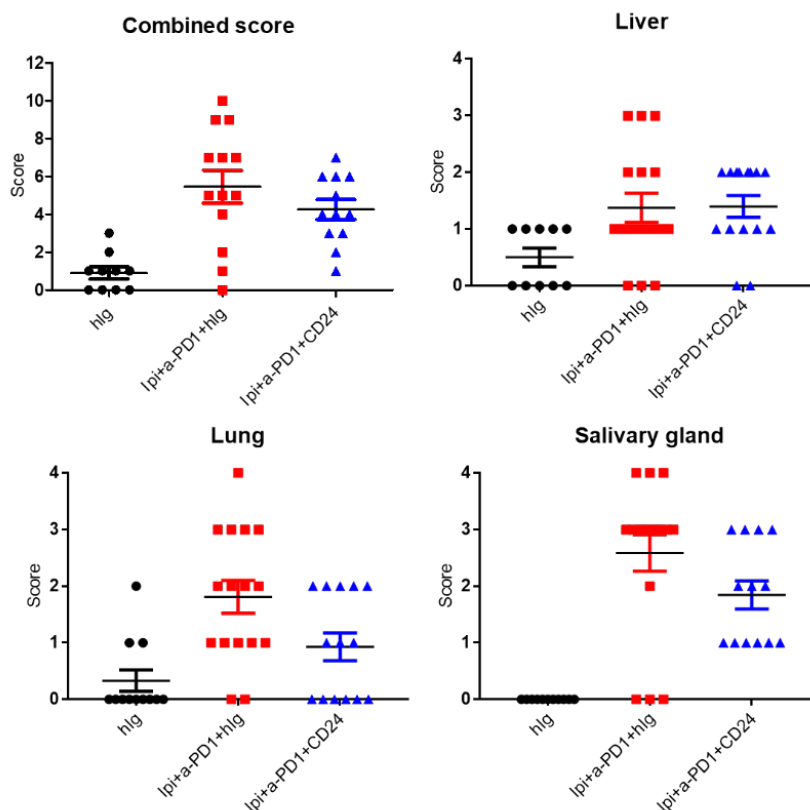 Combined score
Score
12
10
8
6
4
2
0
hIg
Ipi+a-PD1+hIg
Ipi+a-PD1+CD24
Liver
Score
4
3
2
1
0
hIg
Ipi+a-PD1+hIg
Ipi+a-PD1+CD24
Lung
Score
4
3
2
1
0
hIg
Ipi+a-PD1+hIg
Ipi+a-PD1+CD24
Salivary gland
Score
4
3
2
1
0
hIg
Ipi+a-PD1+hIg
Ipi+a-PD1+CD24